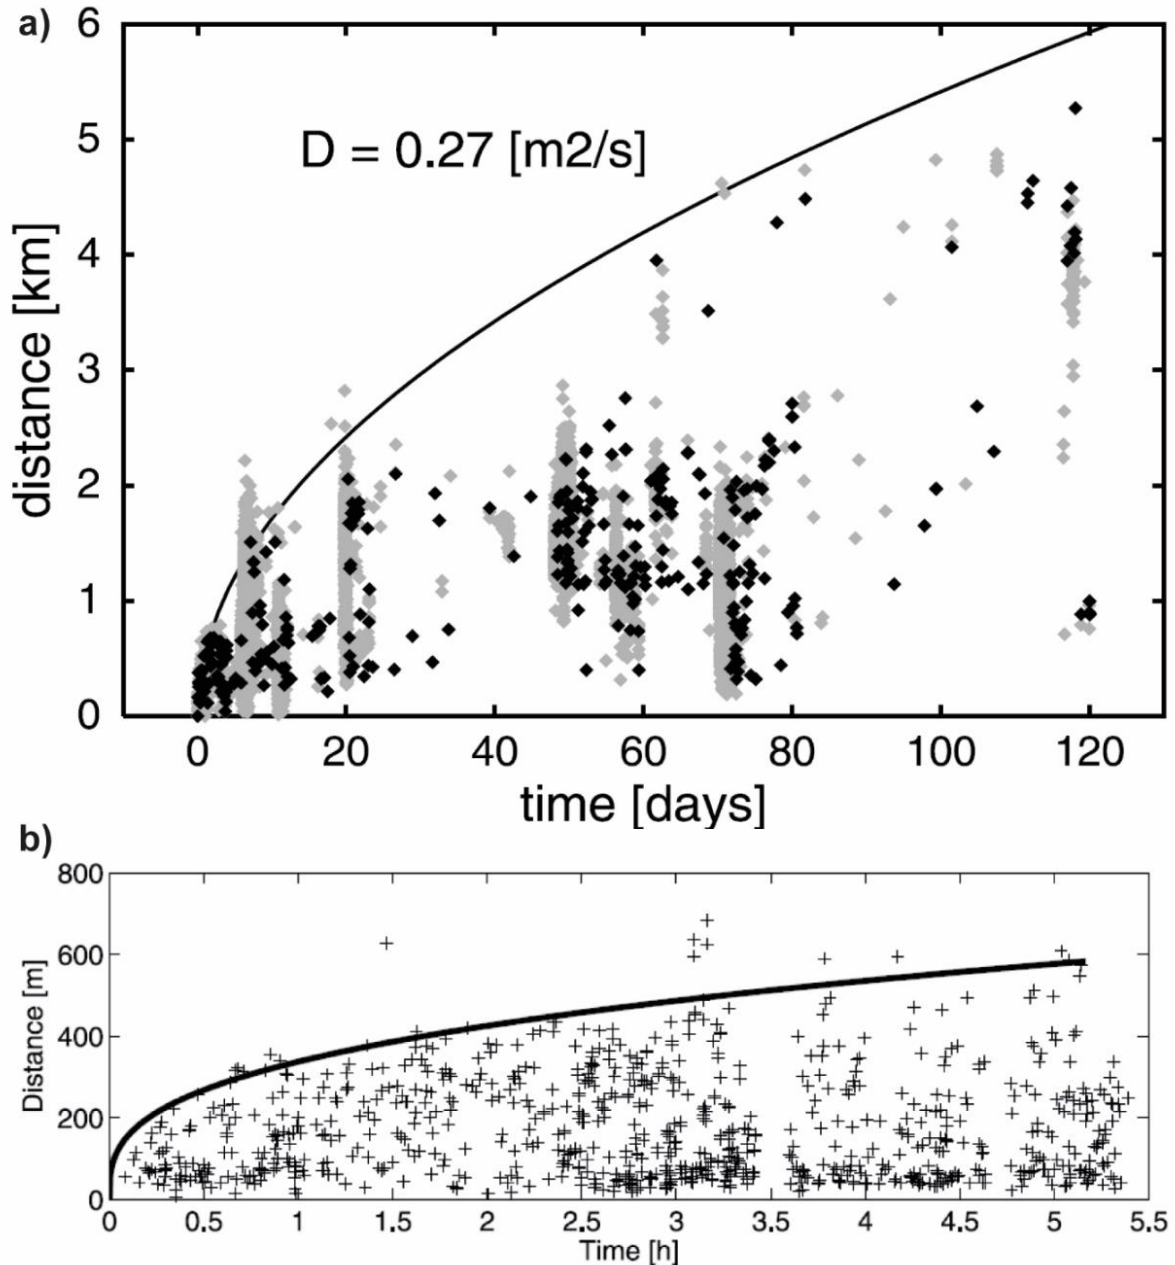 a)
6
5
4
3
2
1
0
distance [km]
D = 0.27 [m2/s]
0 20 40 60 80 100 120
time [days]
b)
800
600
400
200
0
Distance [m]
0 0.5 1 1.5 2 2.5 3 3.5 4 4.5 5 5.5
Time [h]